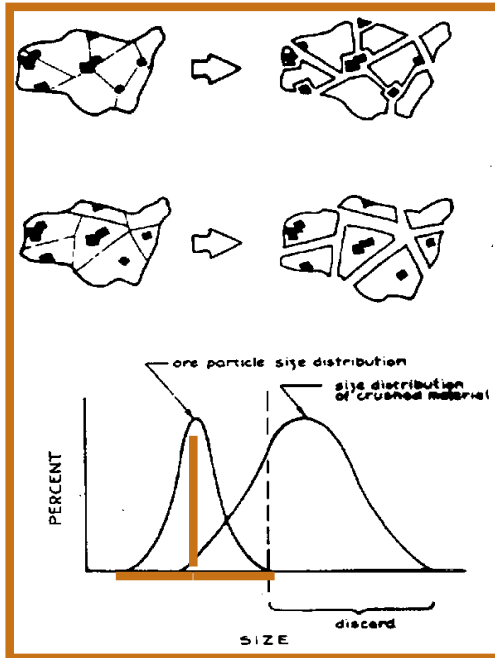 ore particle size distribution
size distribution
of crushed material
PERCENT
discard
SIZE